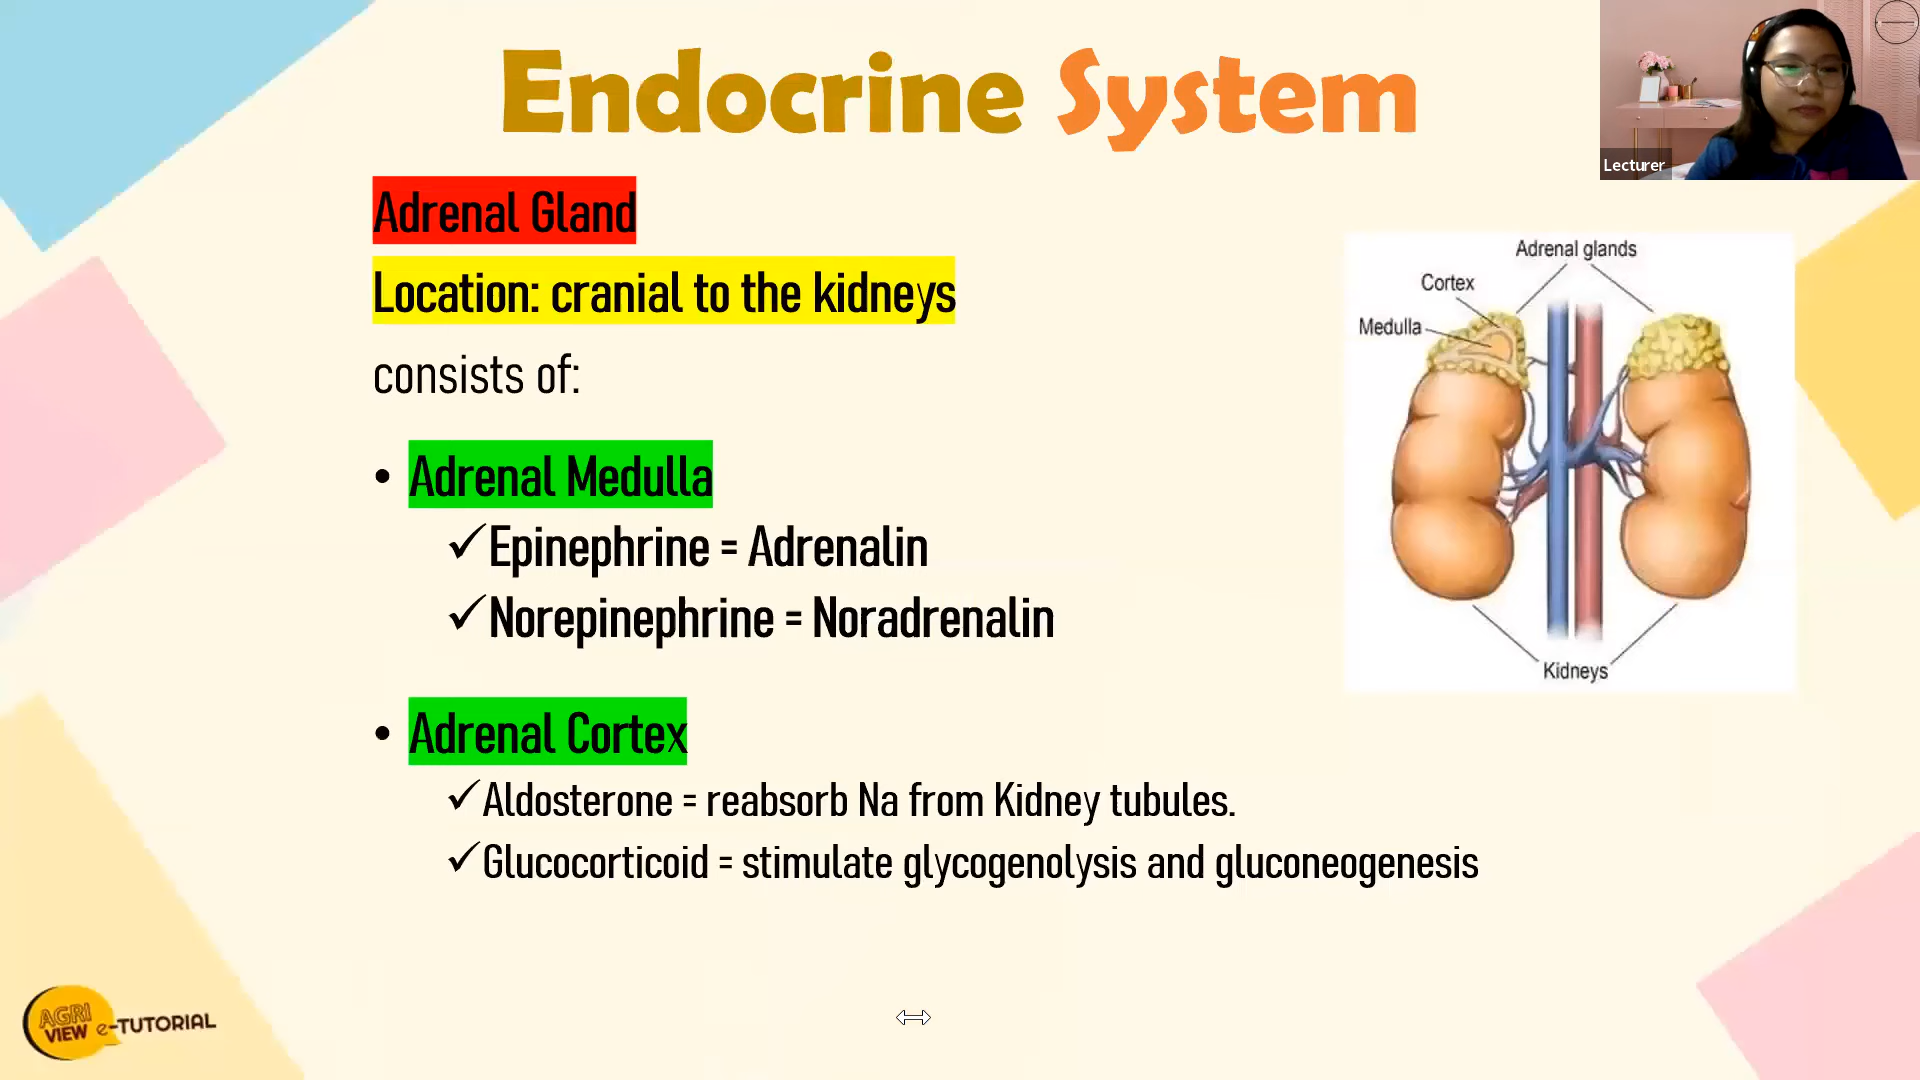 Endocrine System
Lecturer
Adrenal Gland
Location: cranial to the kidneys
consists of:
• Adrenal Medulla
✓Epinephrine = Adrenalin
✓Norepinephrine = Noradrenalin
• Adrenal Cortex
✓Aldosterone = reabsorb Na from Kidney tubules.
✓Glucocorticoid = stimulate glycogenolysis and gluconeogenesis
Adrenal glands
Cortex
Medulla
Kidneys
AGRI
VIEW e-TUTORIAL